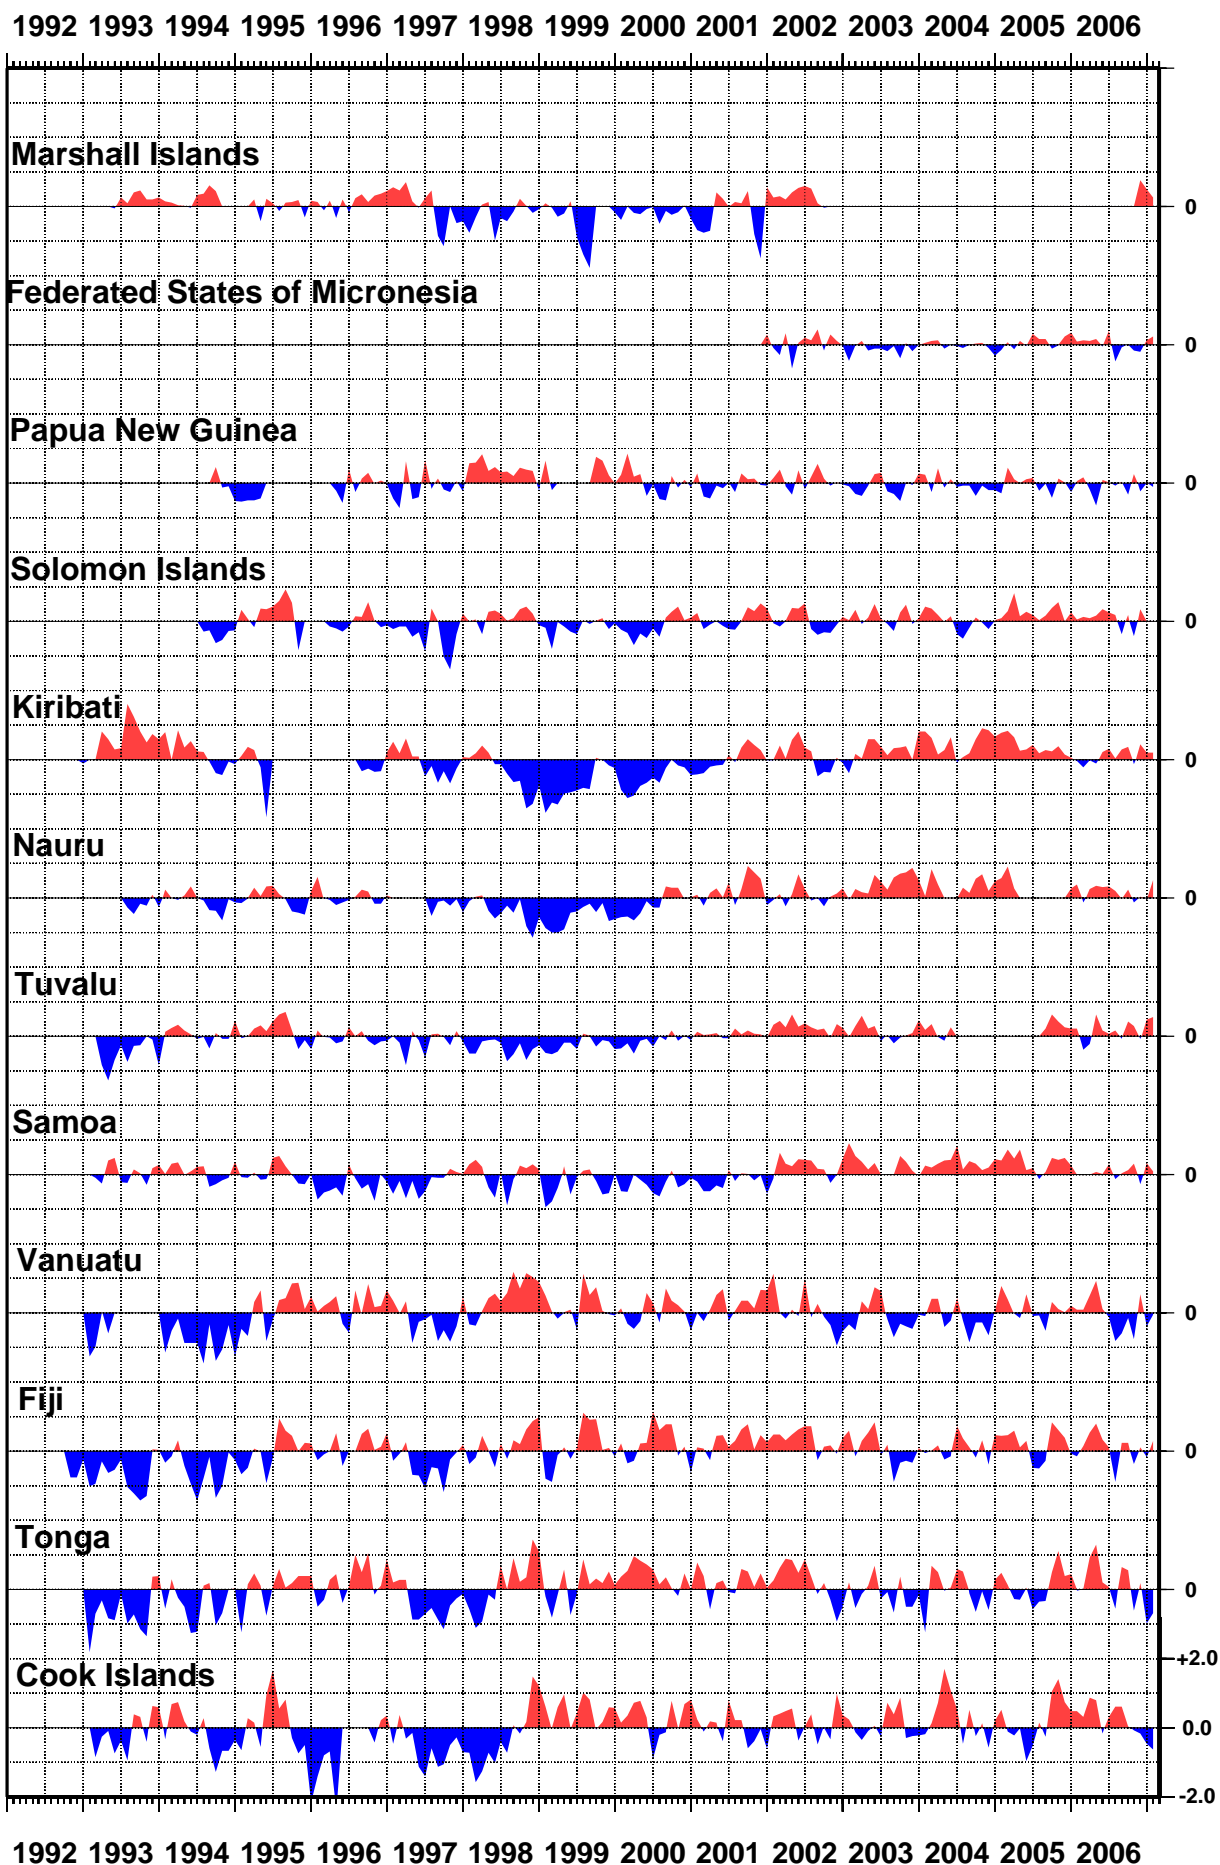 1992 1993 1994 1995 1996 1997 1998 1999 2000 2001 2002 2003 2004 2005 2006
Marshall Islands
0
Federated States of Micronesia
0
Papua New Guinea
0
Solomon Islands
0
Kiribati
0
Nauru
0
Tuvalu
0
Samoa
0
Vanuatu
0
Fiji
0
Tonga
0
+2.0
Cook Islands
0.0
-2.0
1992 1993 1994 1995 1996 1997 1998 1999 2000 2001 2002 2003 2004 2005 2006